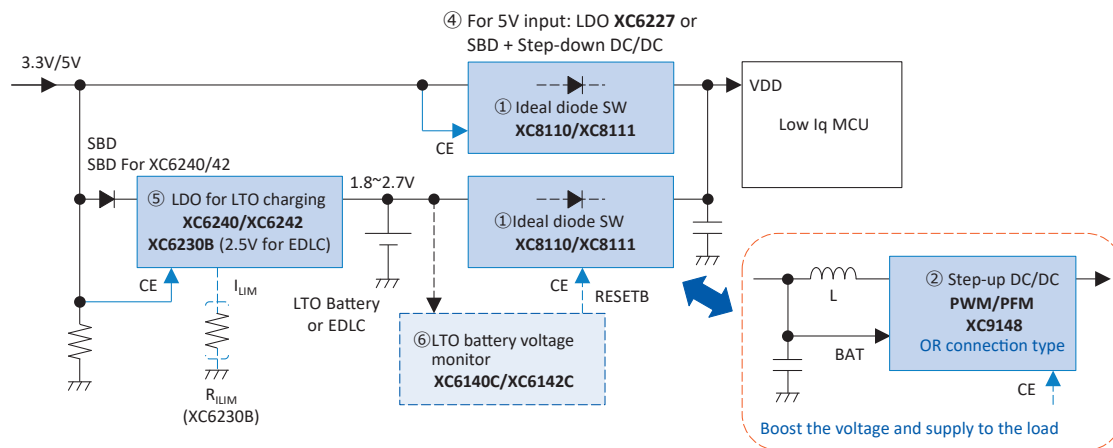 ④ For 5V input: LDO XC6227 or
SBD + Step-down DC/DC
3.3V/5V
① Ideal diode SW
XC8110/XC8111
CE
VDD
Low Iq MCU
SBD
SBD For XC6240/42
⑤ LDO for LTO charging
XC6240/XC6242
XC6230B (2.5V for EDLC)
1.8~2.7V
①Ideal diode SW
XC8110/XC8111
CE
ILIM
LTO Battery
or EDLC
CE
RESETB
⑥LTO battery voltage
monitor
XC6140C/XC6142C
RILIM
(XC6230B)
L
② Step-up DC/DC
PWM/PFM
XC9148
OR connection type
BAT
CE
Boost the voltage and supply to the load